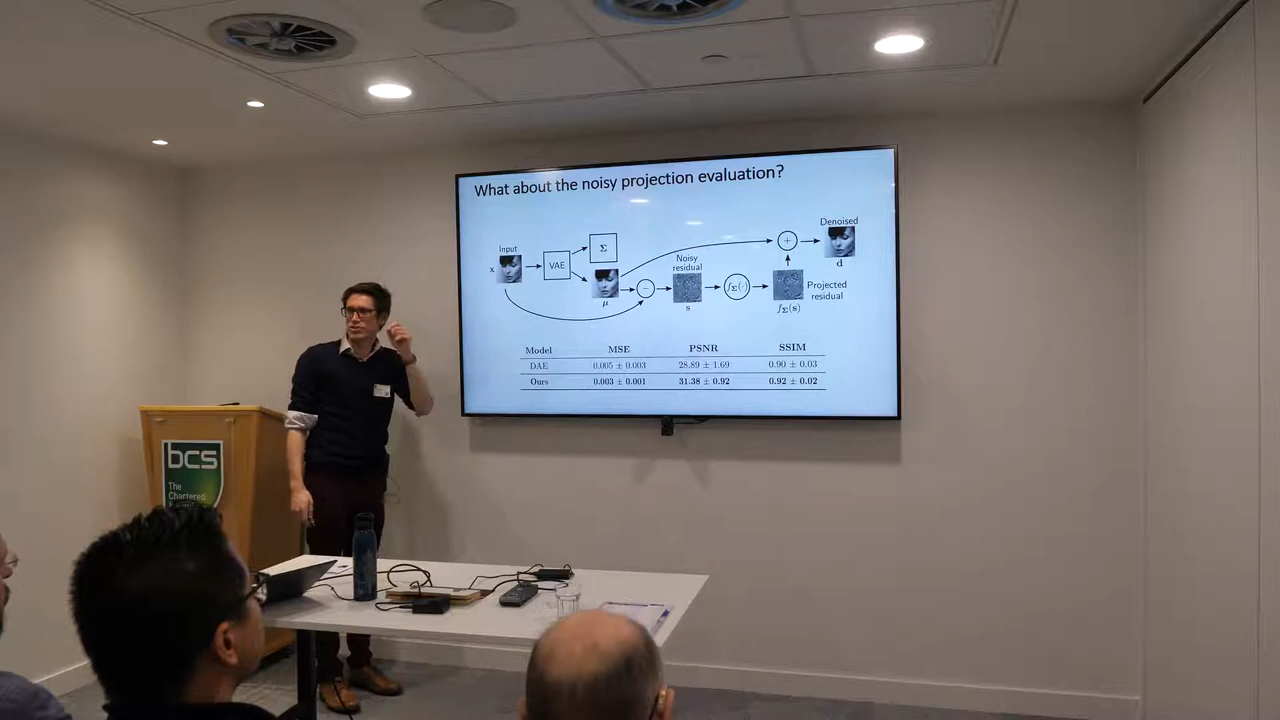 What about the noisy projection evaluation?
Denoised
Input
Σ
x
VAE
Noisy
residual
μ
−
+
d
f_Σ(·)
Projected
residual
s
f_Σ(s)
Model MSE PSNR SSIM
DAE 0.005 ± 0.003 28.89 ± 1.69 0.90 ± 0.03
Ours 0.003 ± 0.001 31.38 ± 0.92 0.92 ± 0.02
bcs
The
Chartered